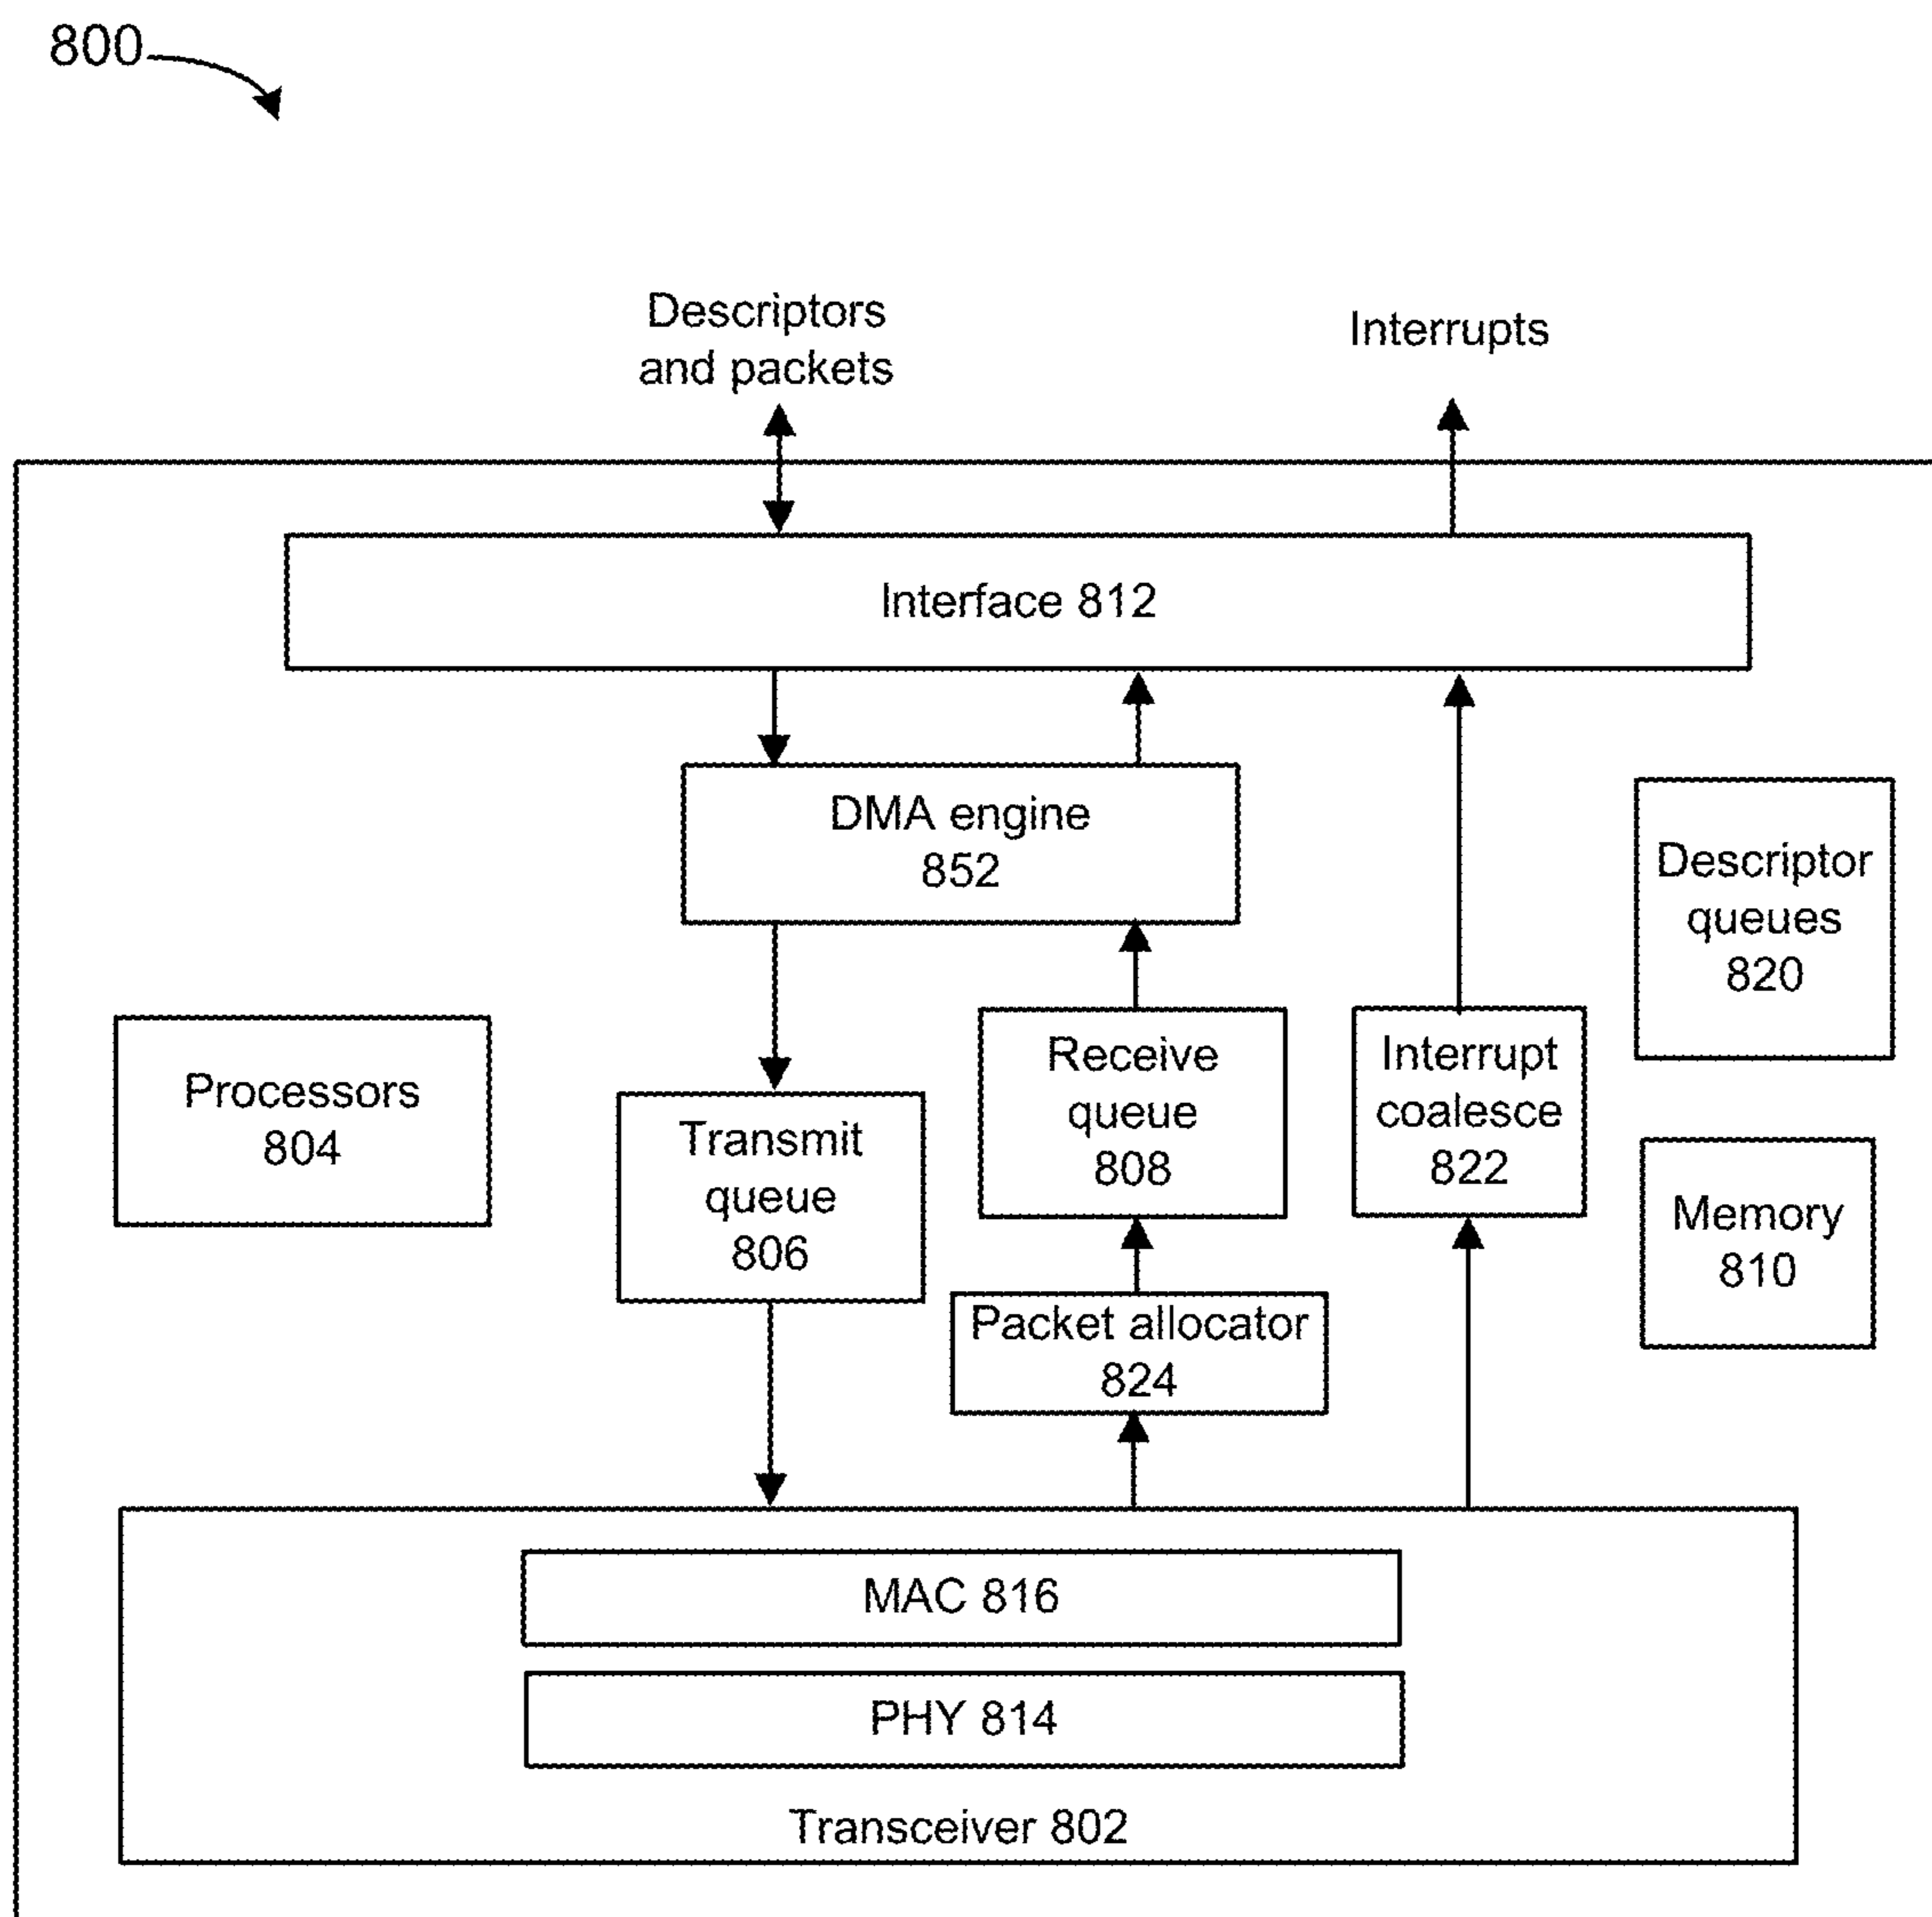 800
Descriptors
and packets
Interrupts
Interface 812
DMA engine
852
Descriptor
queues
820
Processors
804
Transmit
queue
806
Receive
queue
808
Interrupt
coalesce
822
Memory
810
Packet allocator
824
MAC 816
PHY 814
Transceiver 802